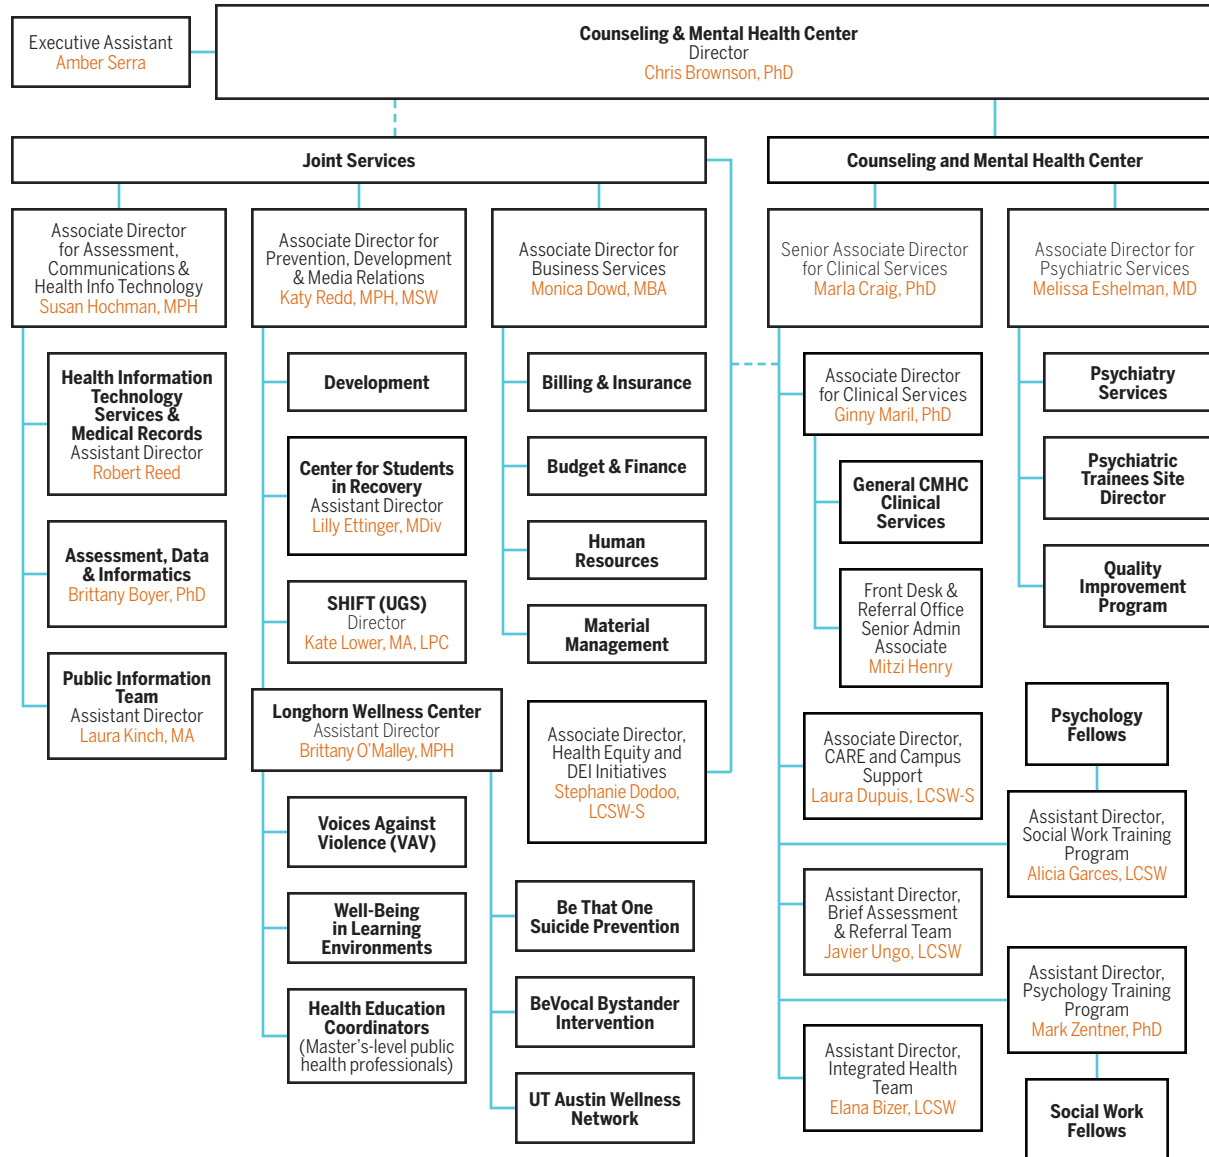 Executive Assistant
Amber Serra
Counseling & Mental Health Center
Director
Chris Brownson, PhD
Joint Services
Counseling and Mental Health Center
Associate Director
for Assessment,
Communications &
Health Info Technology
Susan Hochman, MPH
Associate Director for
Prevention, Development
& Media Relations
Katy Redd, MPH, MSW
Associate Director for
Business Services
Monica Dowd, MBA
Senior Associate Director
for Clinical Services
Marla Craig, PhD
Associate Director for
Psychiatric Services
Melissa Eshelman, MD
Health Information
Technology
Services &
Medical Records
Assistant Director
Robert Reed
Assessment, Data
& Informatics
Brittany Boyer, PhD
Public Information
Team
Assistant Director
Laura Kinch, MA
Development
Center for Students
in Recovery
Assistant Director
Lilly Ettinger, MDiv
SHIFT (UGS)
Director
Kate Lower, MA, LPC
Longhorn Wellness Center
Assistant Director
Brittany O'Malley, MPH
Voices Against
Violence (VAV)
Well-Being
in Learning
Environments
Health Education
Coordinators
(Master's-level public
health professionals)
Billing & Insurance
Budget & Finance
Human
Resources
Material
Management
Associate Director,
Health Equity and
DEI Initiatives
Stephanie Dodoo,
LCSW-S
Be That One
Suicide Prevention
BeVocal Bystander
Intervention
UT Austin Wellness
Network
Associate Director
for Clinical Services
Ginny Maril, PhD
General CMHC
Clinical
Services
Front Desk &
Referral Office
Senior Admin
Associate
Mitzi Henry
Associate Director,
CARE and Campus
Support
Laura Dupuis, LCSW-S
Assistant Director,
Brief Assessment
& Referral Team
Javier Ungo, LCSW
Assistant Director,
Integrated Health
Team
Elana Bizer, LCSW
Psychiatry
Services
Psychiatric
Trainees Site
Director
Quality
Improvement
Program
Psychology
Fellows
Assistant Director,
Social Work Training
Program
Alicia Garces, LCSW
Assistant Director,
Psychology Training
Program
Mark Zentner, PhD
Social Work
Fellows